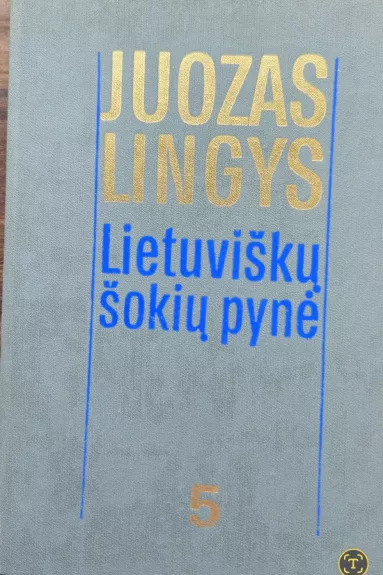 JUOZAS
LINGYS
Lietuviškų
šokių pynė
5
T